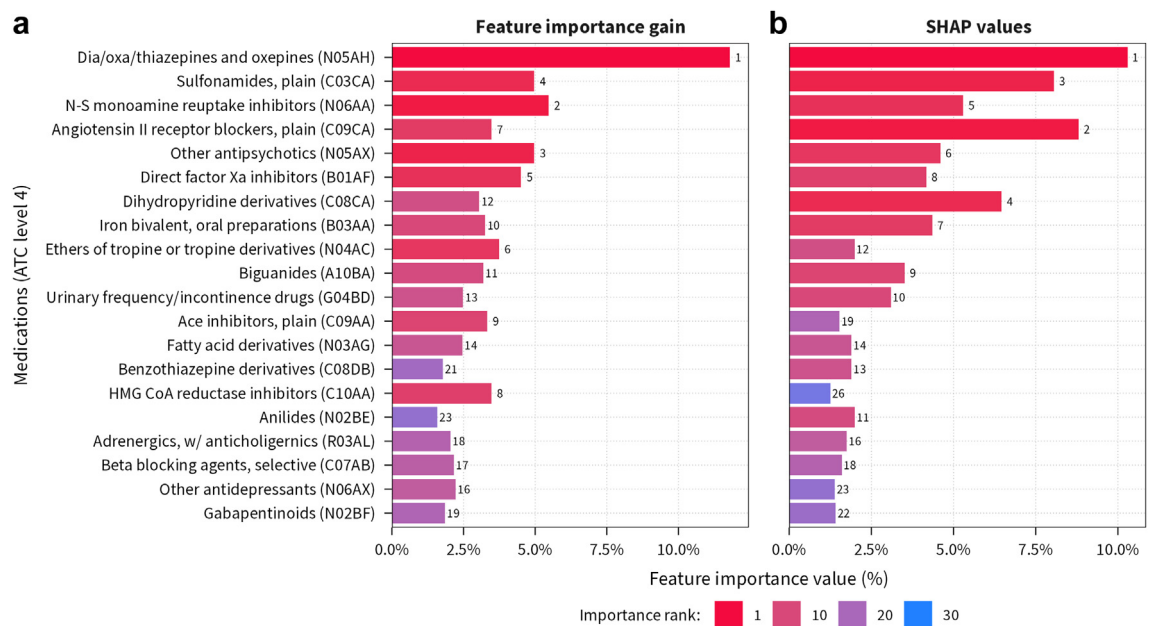 a
Feature importance gain
b
SHAP values
Medications (ATC level 4)
Dia/oxa/thiazepines and oxepines (N05AH) 1 1
Sulfonamides, plain (C03CA) 4 3
N-S monoamine reuptake inhibitors (N06AA) 2 5
Angiotensin II receptor blockers, plain (C09CA) 7 2
Other antipsychotics (N05AX) 3 6
Direct factor Xa inhibitors (B01AF) 5 8
Dihydropyridine derivatives (C08CA) 12 4
Iron bivalent, oral preparations (B03AA) 10 7
Ethers of tropine or tropine derivatives (N04AC) 6 12
Biguanides (A10BA) 11 9
Urinary frequency/incontinence drugs (G04BD) 13 10
Ace inhibitors, plain (C09AA) 9 19
Fatty acid derivatives (N03AG) 14 14
Benzothiazepine derivatives (C08DB) 21 13
HMG CoA reductase inhibitors (C10AA) 8 26
Anilides (N02BE) 23 11
Adrenergics, w/ anticholigernics (R03AL) 18 16
Beta blocking agents, selective (C07AB) 17 18
Other antidepressants (N06AX) 16 23
Gabapentinoids (N02BF) 19 22
0.0% 2.5% 5.0% 7.5% 10.0% 0.0% 2.5% 5.0% 7.5% 10.0%
Feature importance value (%)
Importance rank: 1 10 20 30